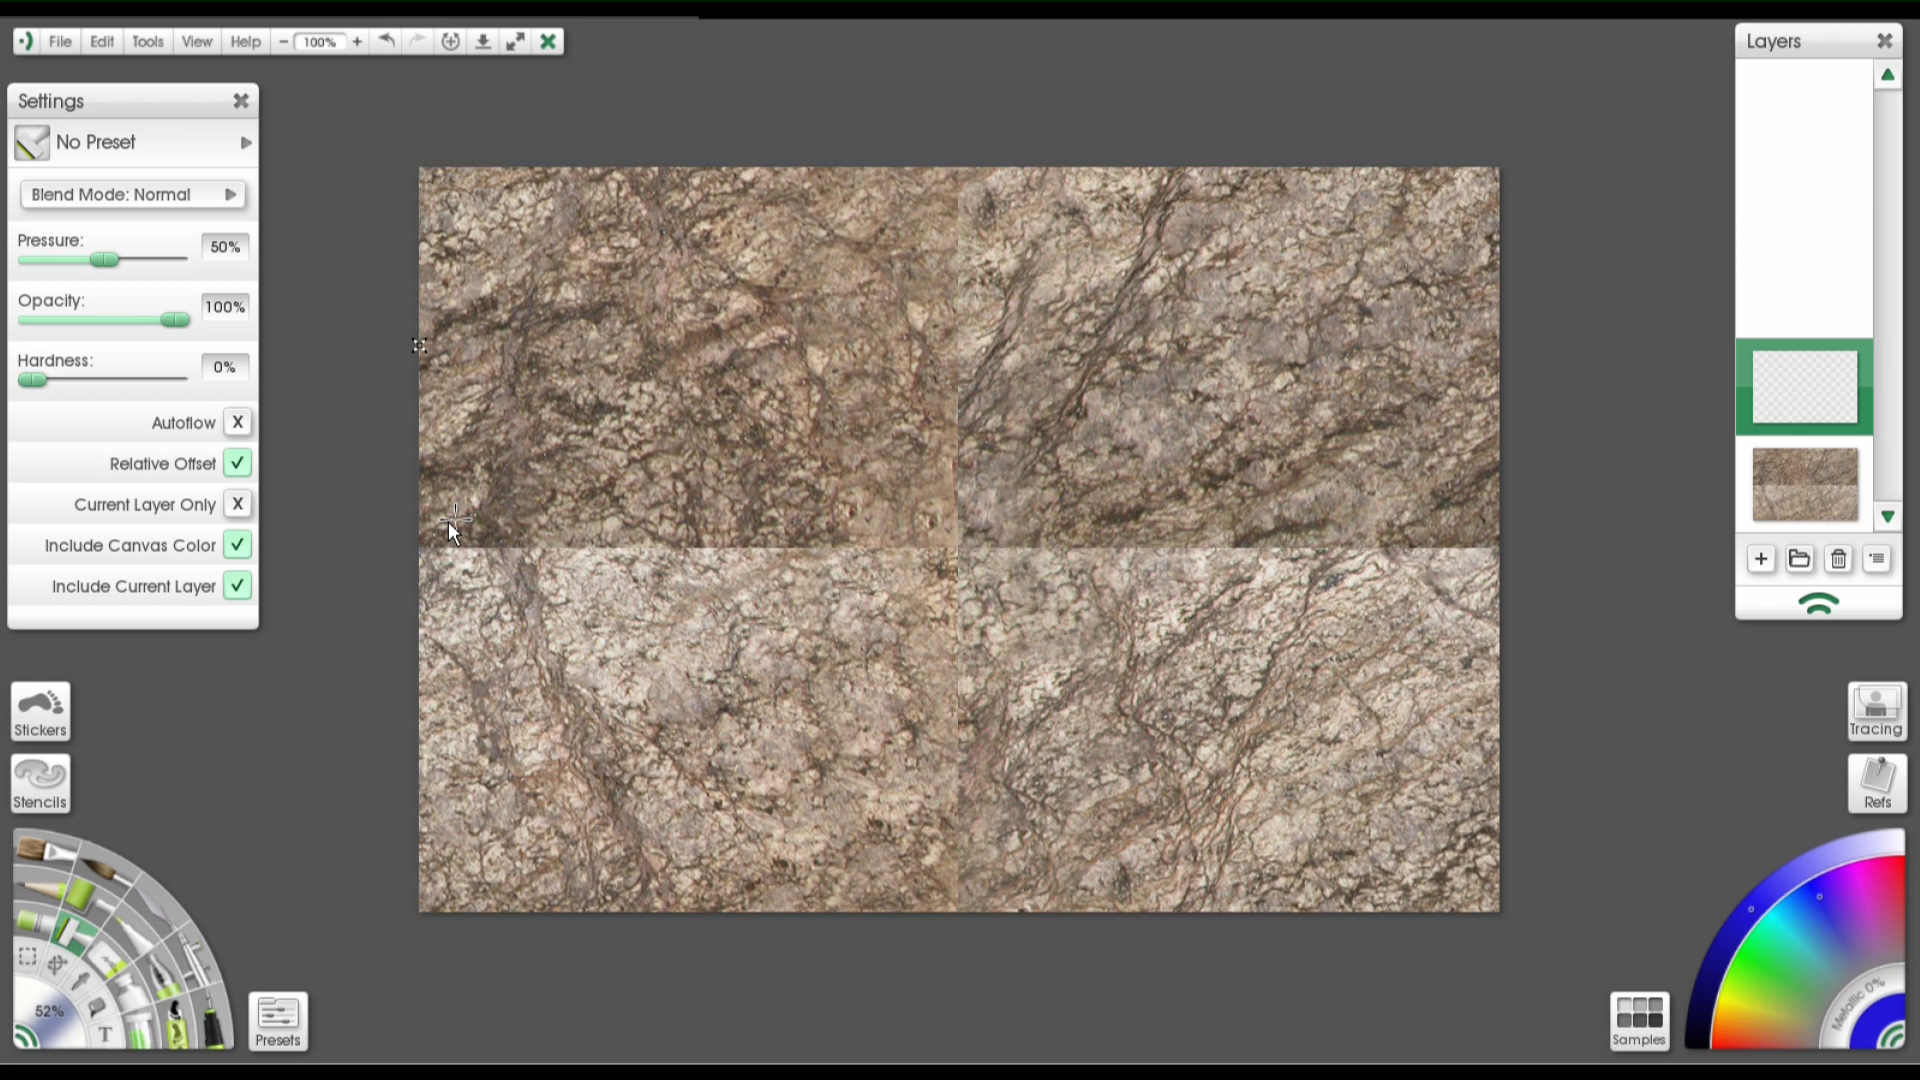 File Edit Tools View Help − 100% +
Layers
Settings
No Preset
Blend Mode: Normal
Pressure:
50%
Opacity:
100%
Hardness:
0%
Autoflow X
Relative Offset
Current Layer Only X
Include Canvas Color
Include Current Layer
Stickers
Stencils
52%
T
Presets
Tracing
Refs
Metallic 0%
Samples